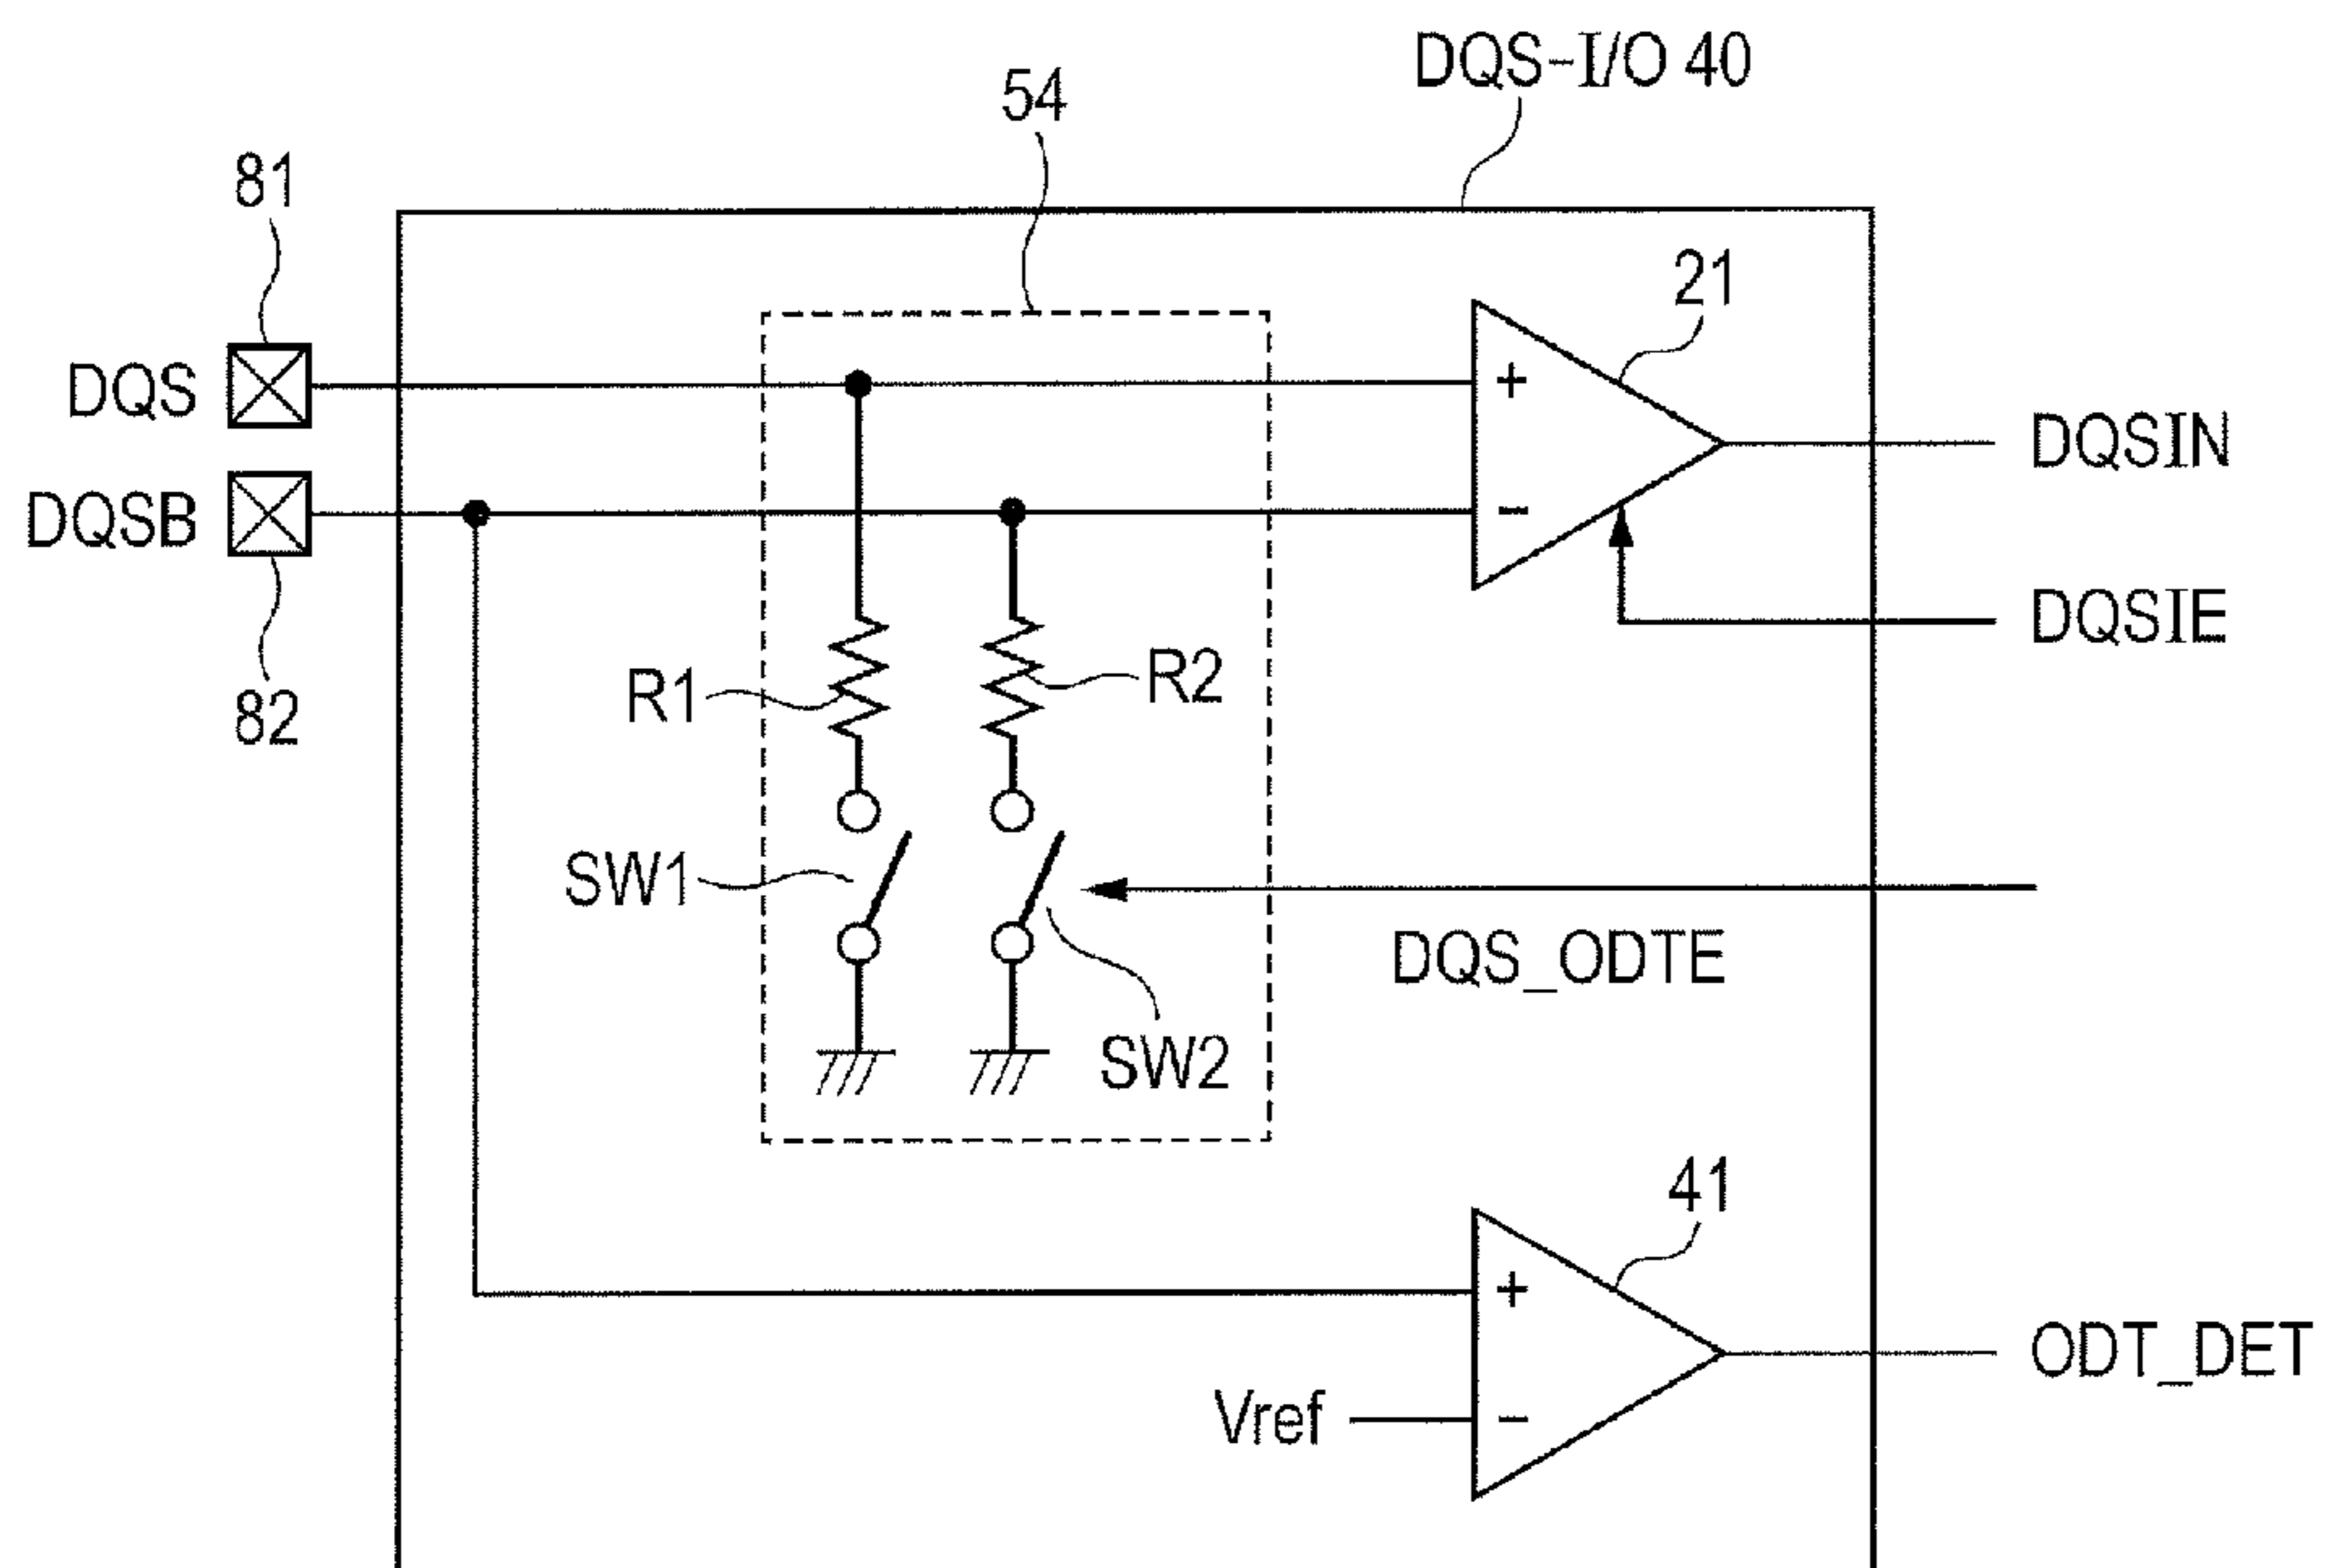 DQS-I/O 40
54
81
21
DQS
DQSIN
DQSB
DQSIE
R1
R2
82
SW1
DQS_ODTE
SW2
41
ODT_DET
Vref
+
-
+
-